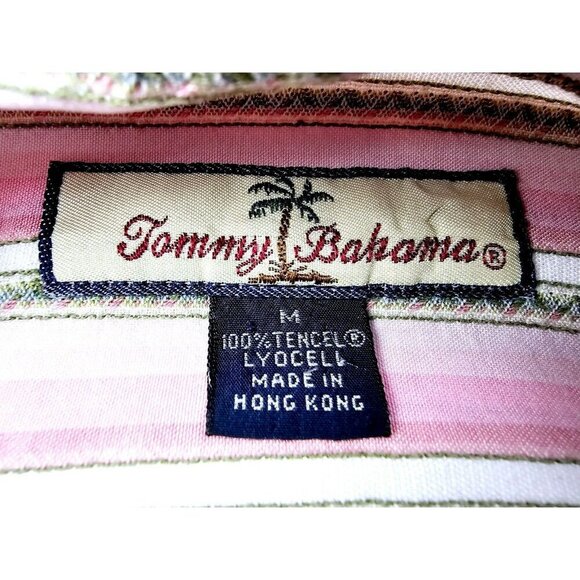 Tommy Bahama®
M
100%TENCEL®
LYOCELL
MADE IN
HONG KONG